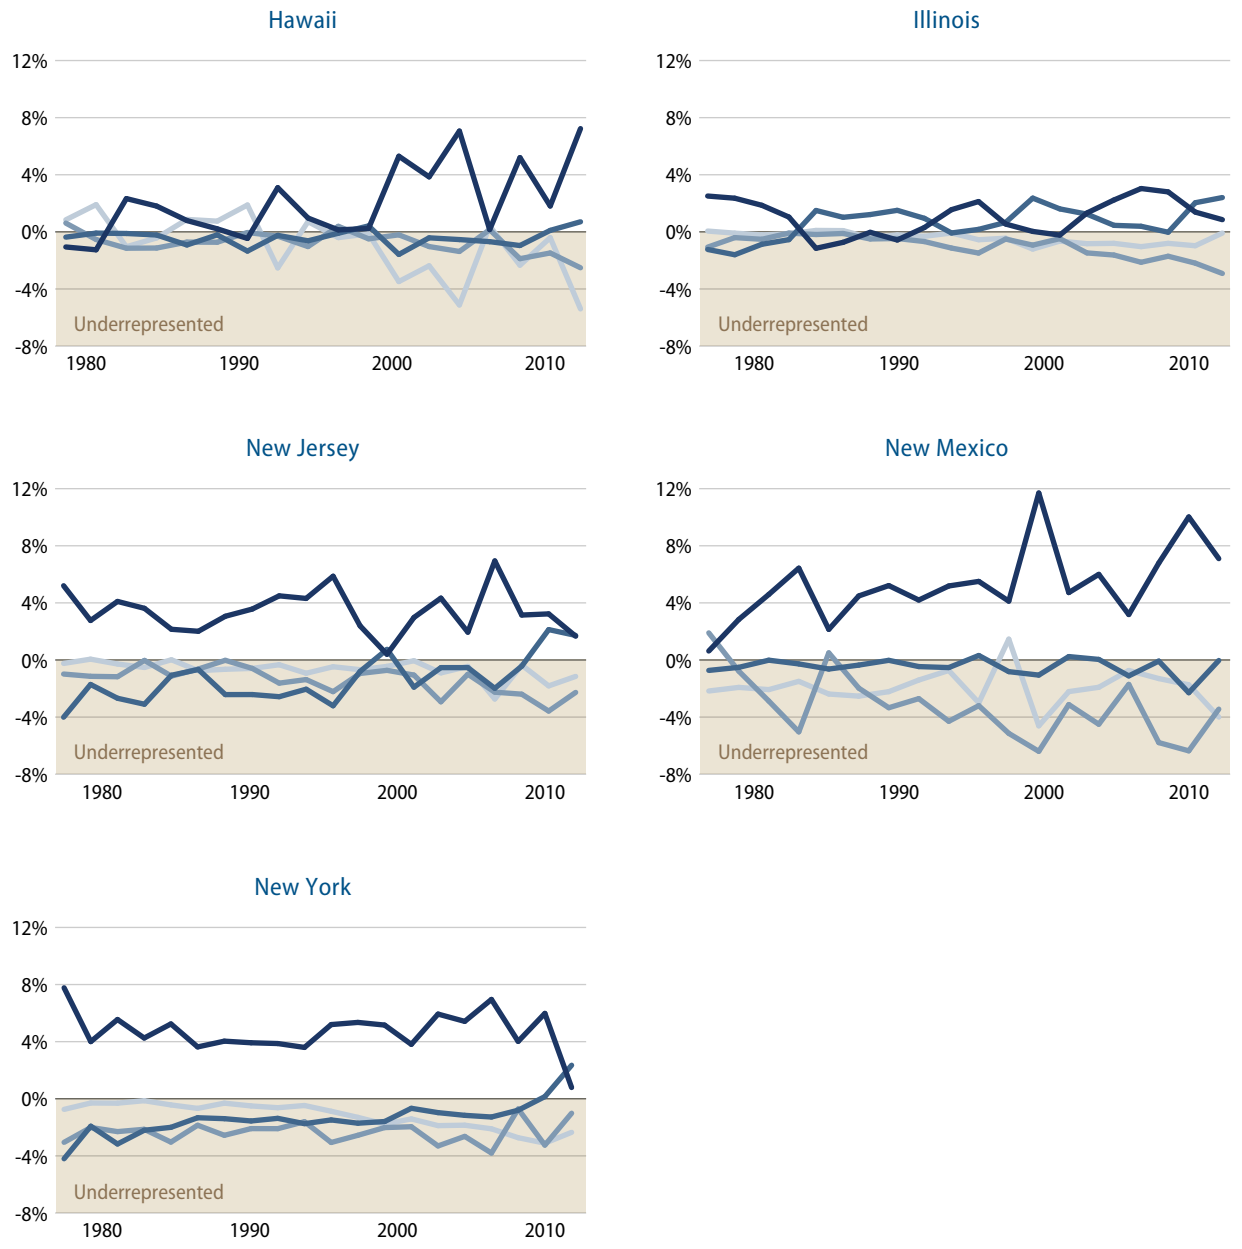 Hawaii
12%
8%
4%
0%
-4%
Underrepresented
-8%
1980 1990 2000 2010
Illinois
12%
8%
4%
0%
-4%
Underrepresented
-8%
1980 1990 2000 2010
New Jersey
12%
8%
4%
0%
-4%
Underrepresented
-8%
1980 1990 2000 2010
New Mexico
12%
8%
4%
0%
-4%
Underrepresented
-8%
1980 1990 2000 2010
New York
12%
8%
4%
0%
-4%
Underrepresented
-8%
1980 1990 2000 2010